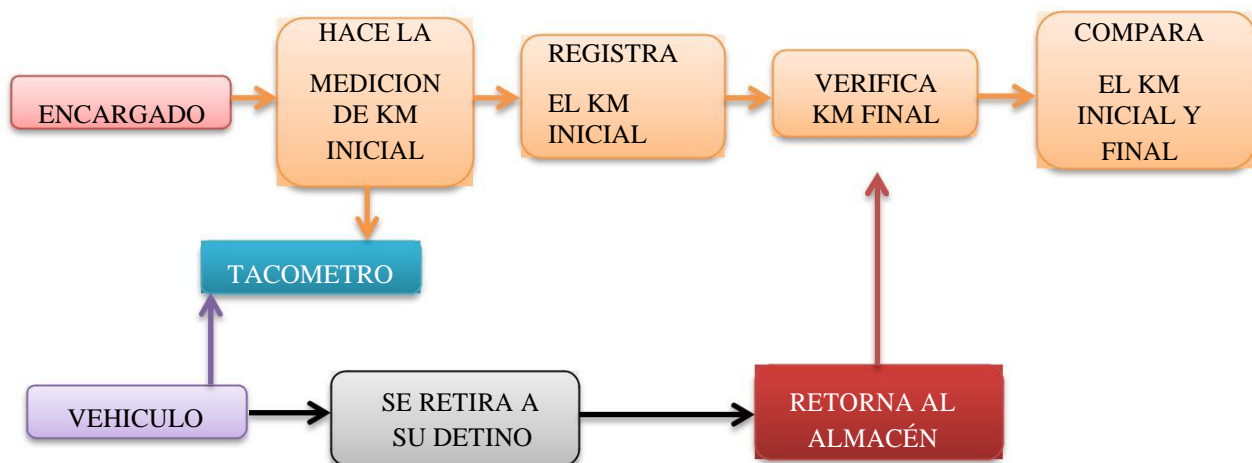 ENCARGADO
HACE LA
MEDICION
DE KM
INICIAL
REGISTRA
EL KM
INICIAL
VERIFICA
KM FINAL
COMPARA
EL KM
INICIAL Y
FINAL
TACOMETRO
VEHICULO
SE RETIRA A
SU DETINO
RETORNA AL
ALMACÉN